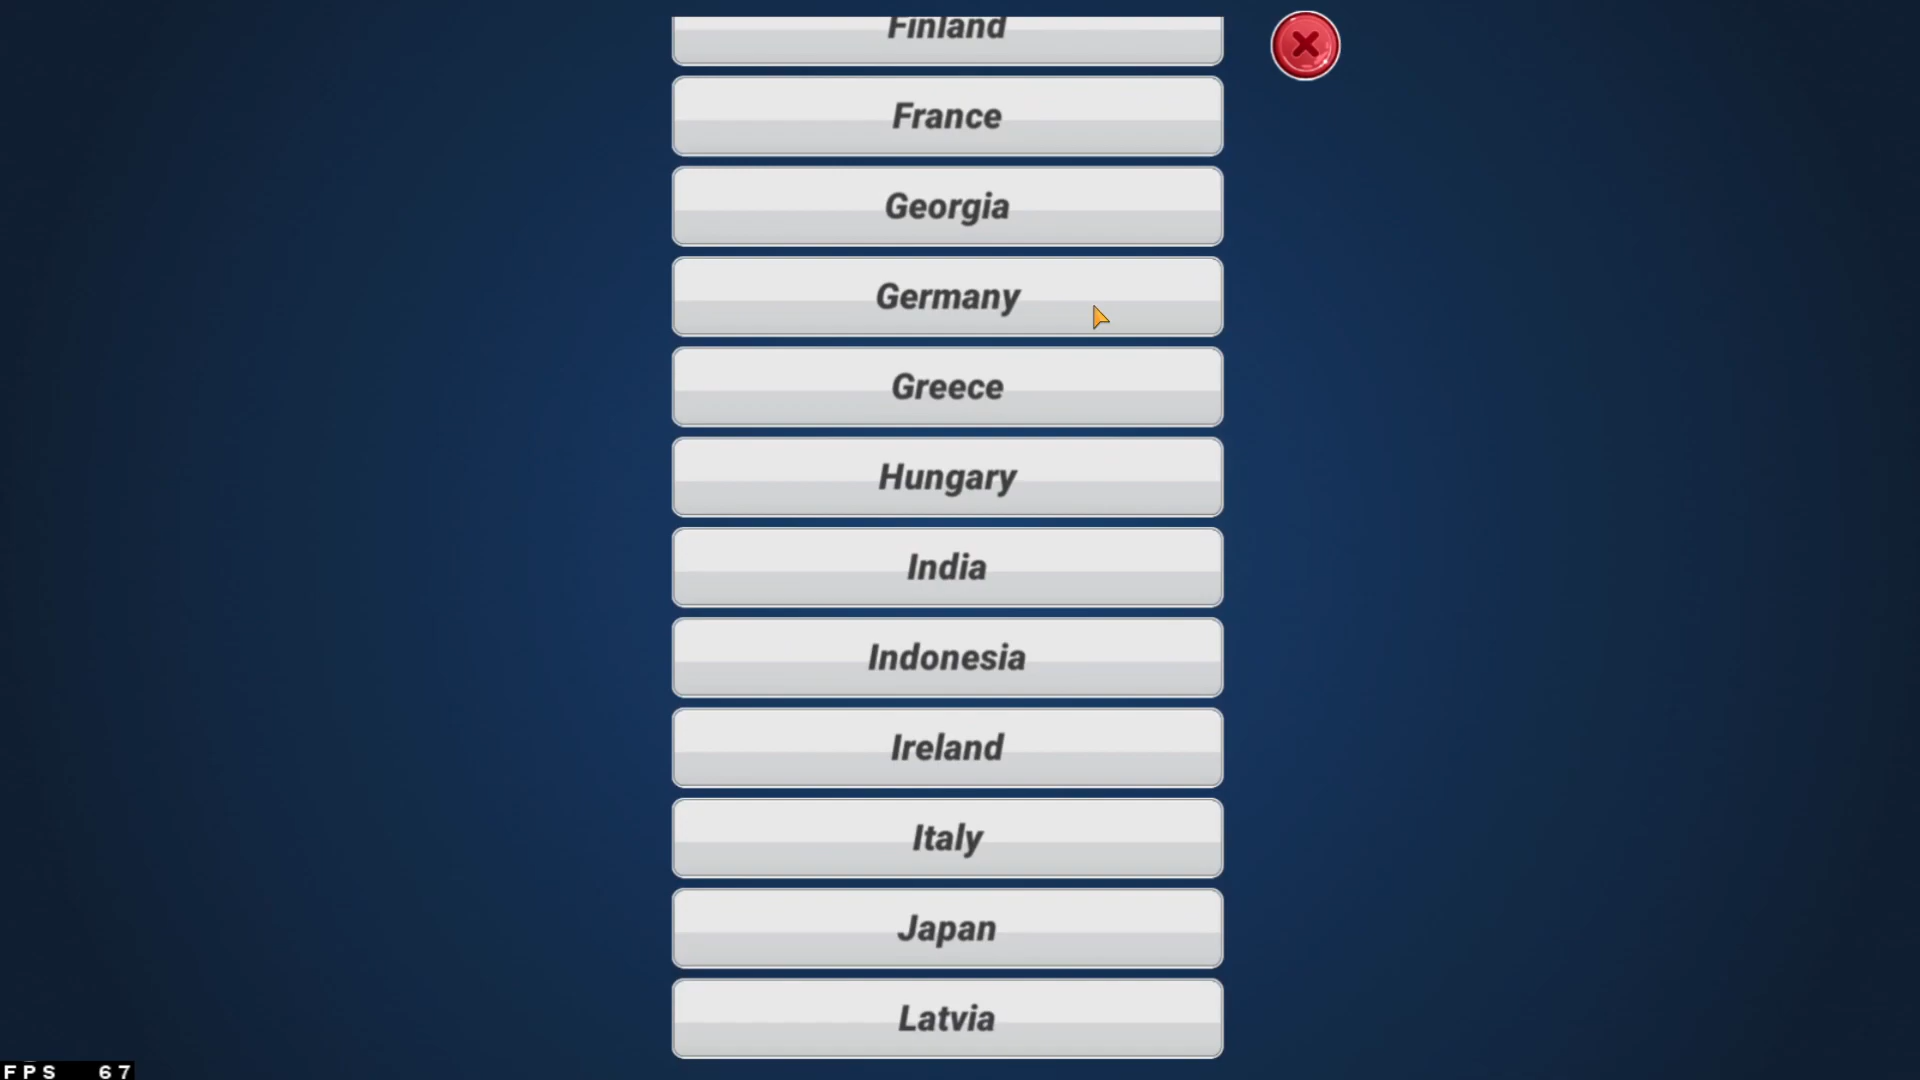 Finland
France
Georgia
Germany
Greece
Hungary
India
Indonesia
Ireland
Italy
Japan
Latvia
FPS 67